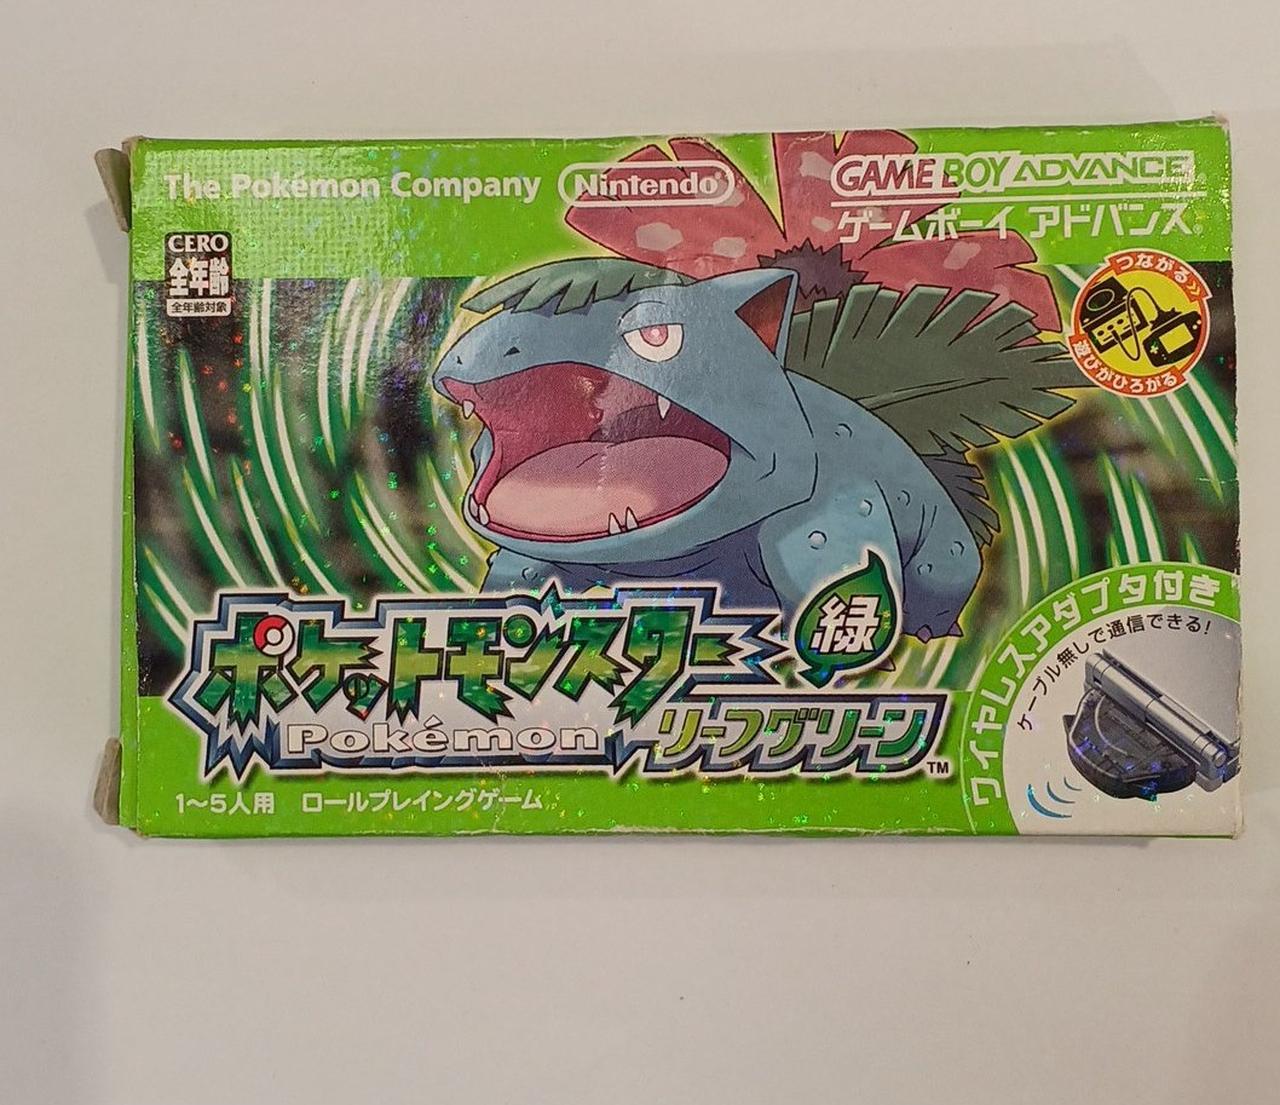 The Pokémon Company
Nintendo®
GAME BOY ADVANCE®
ゲームボーイ アドバンス®
CERO
全年齢
全年齢対象
つながる»
遊びがひろがる
ポケットモンスター
緑
Pokémon
リーフグリーン™
1～5人用 ロールプレイングゲーム
ワイヤレスアダプタ付き
ケーブル無しで通信できる!